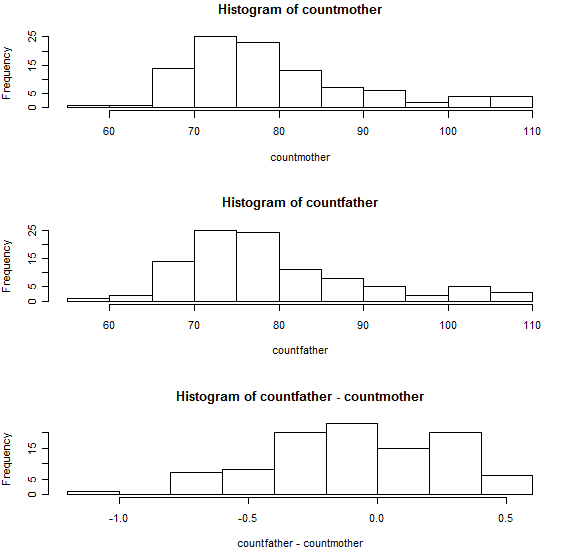 Histogram of countmother
Frequency
0 5 15 25
60 70 80 90 100 110
countmother
Histogram of countfather
Frequency
0 5 15 25
60 70 80 90 100 110
countfather
Histogram of countfather - countmother
Frequency
0 5 15
-1.0 -0.5 0.0 0.5
countfather - countmother